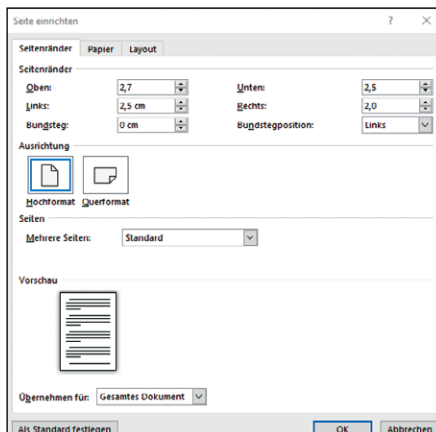 Seite einrichten ? ×
Seitenränder Papier Layout
Seitenränder
Oben: 2,7 Unten: 2,5
Links: 2,5 cm Rechts: 2,0
Bundsteg: 0 cm Bundstegposition: Links
Ausrichtung
Hochformat Querformat
Seiten
Mehrere Seiten: Standard
Vorschau
Übernehmen für: Gesamtes Dokument
Als Standard festlegen OK Abbrechen